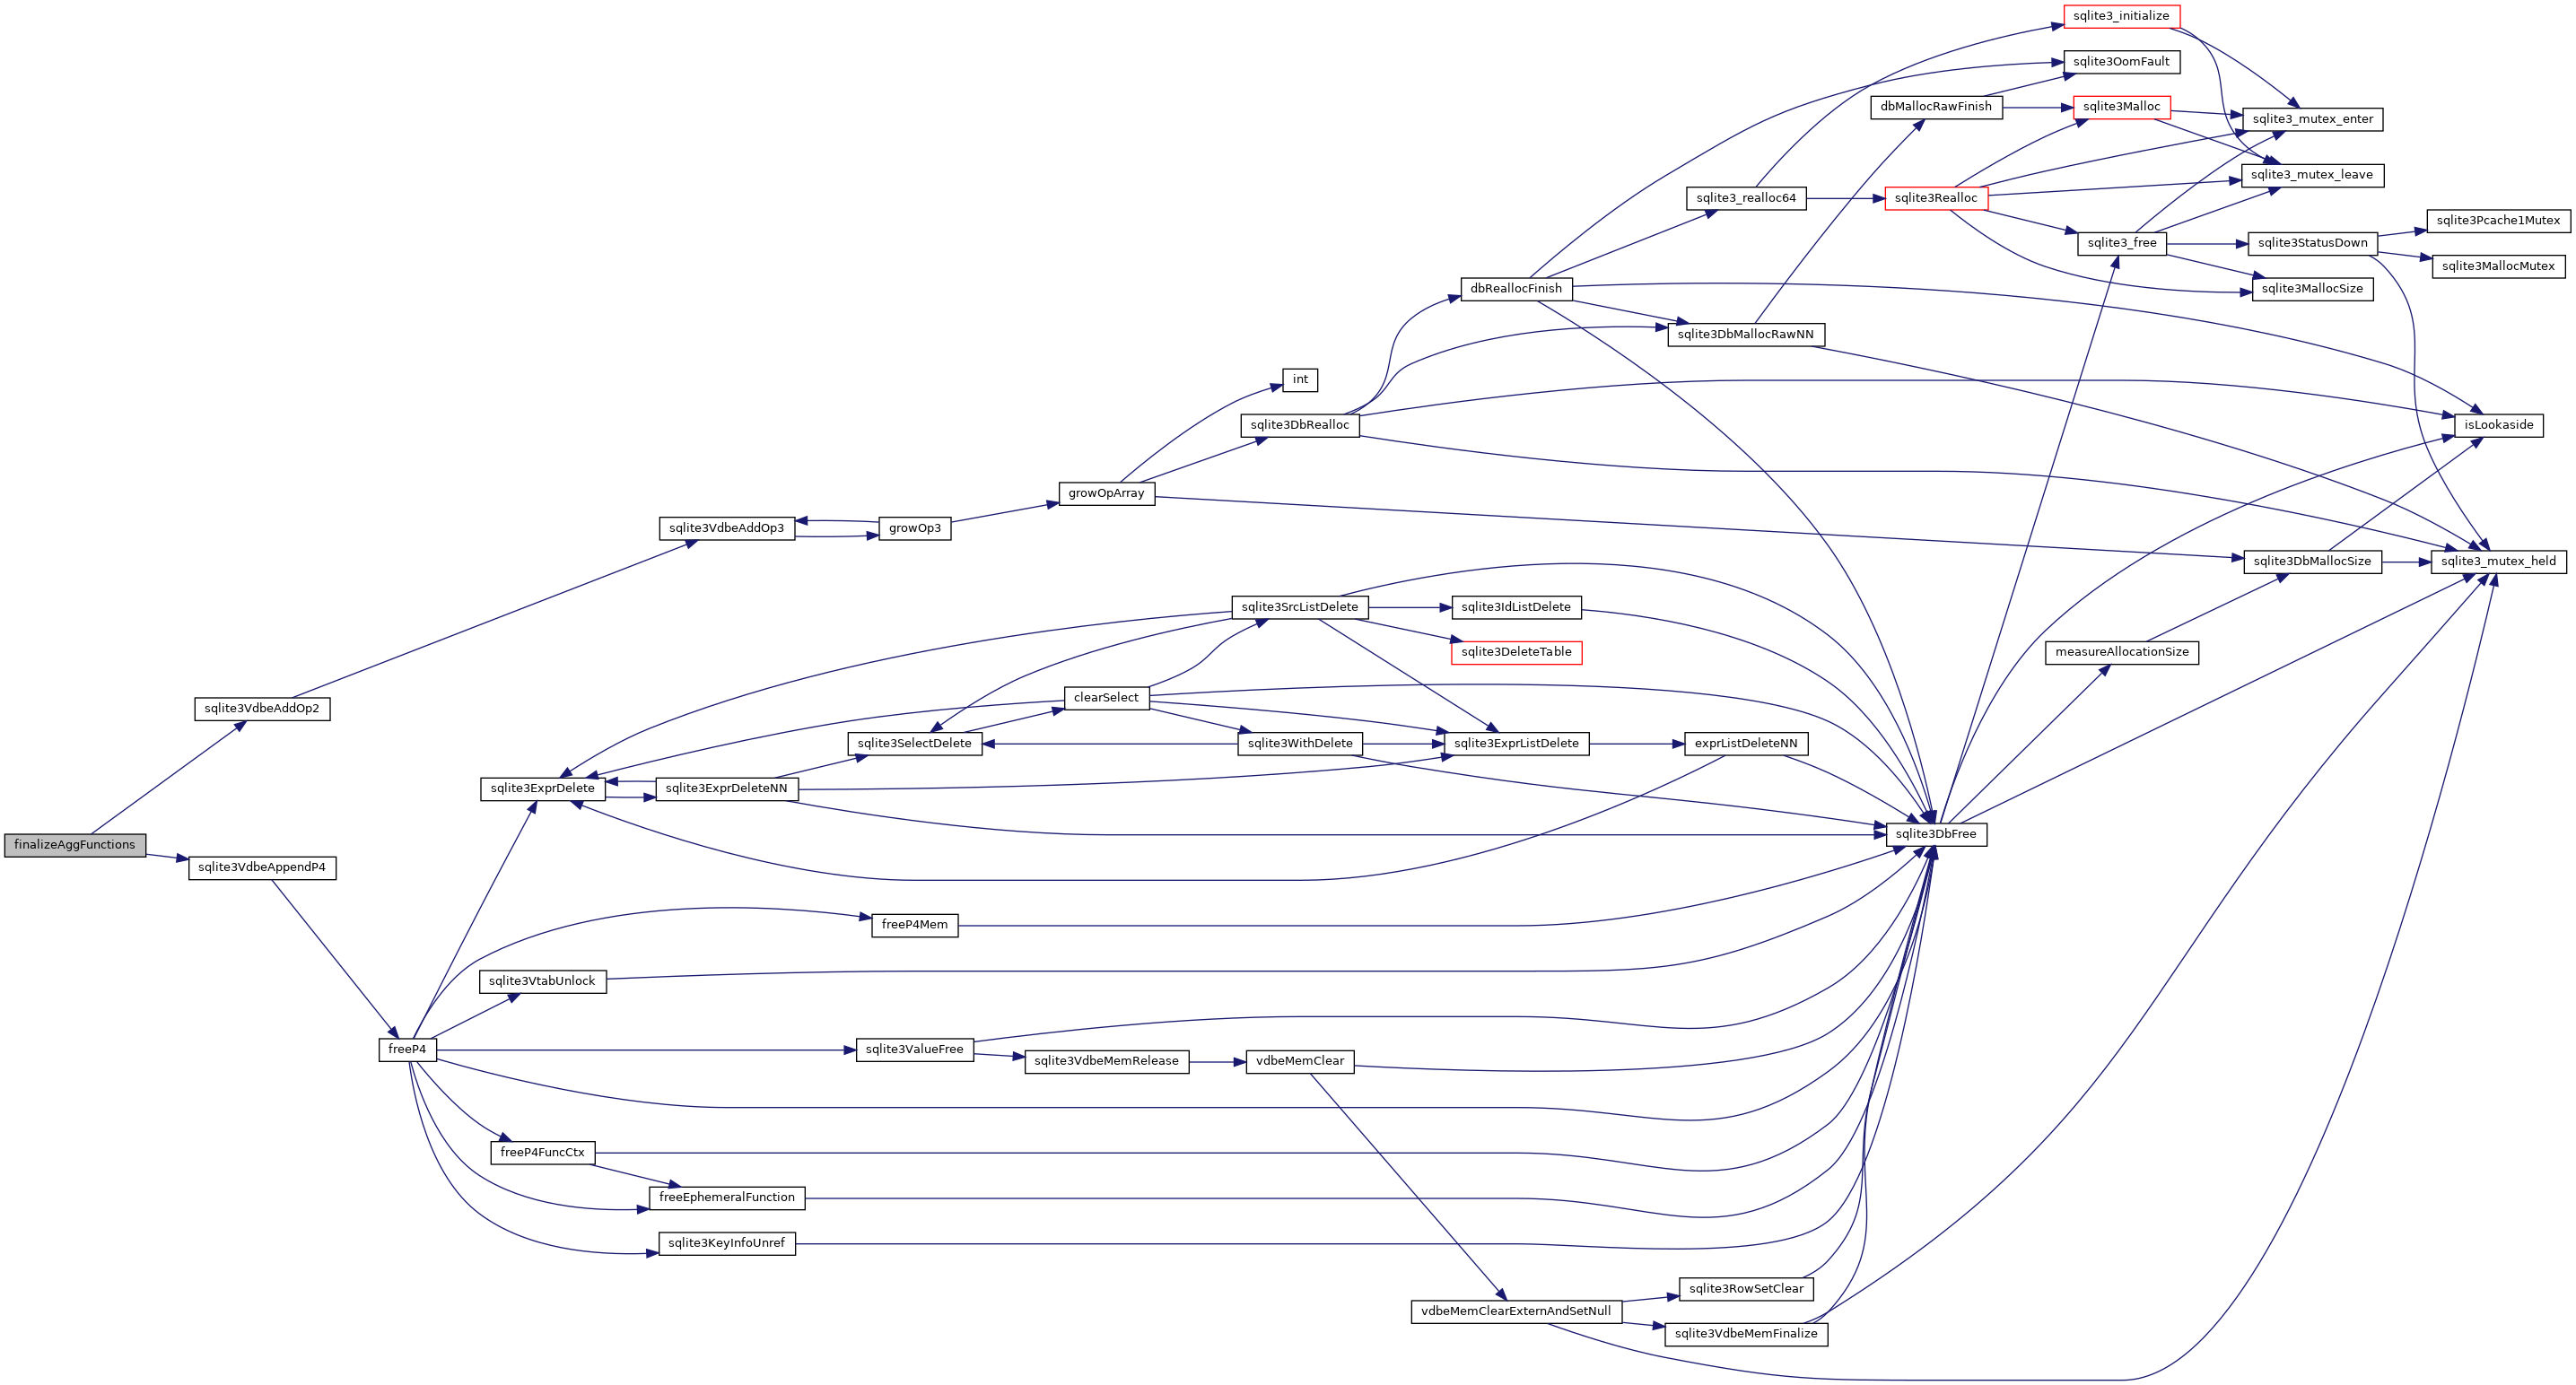 sqlite3_initialize
sqlite3OomFault
dbMallocRawFinish
sqlite3Malloc
sqlite3_mutex_enter
sqlite3_mutex_leave
sqlite3_realloc64
sqlite3Realloc
sqlite3Pcache1Mutex
sqlite3_free
sqlite3StatusDown
sqlite3MallocMutex
dbReallocFinish
sqlite3MallocSize
sqlite3DbMallocRawNN
int
sqlite3DbRealloc
isLookaside
growOpArray
sqlite3VdbeAddOp3
growOp3
sqlite3DbMallocSize
sqlite3_mutex_held
sqlite3SrcListDelete
sqlite3IdListDelete
sqlite3DeleteTable
measureAllocationSize
clearSelect
sqlite3VdbeAddOp2
sqlite3SelectDelete
sqlite3WithDelete
sqlite3ExprListDelete
exprListDeleteNN
sqlite3ExprDelete
sqlite3ExprDeleteNN
sqlite3DbFree
finalizeAggFunctions
sqlite3VdbeAppendP4
freeP4Mem
sqlite3VtabUnlock
freeP4
sqlite3ValueFree
sqlite3VdbeMemRelease
vdbeMemClear
freeP4FuncCtx
freeEphemeralFunction
sqlite3KeyInfoUnref
sqlite3RowSetClear
vdbeMemClearExternAndSetNull
sqlite3VdbeMemFinalize